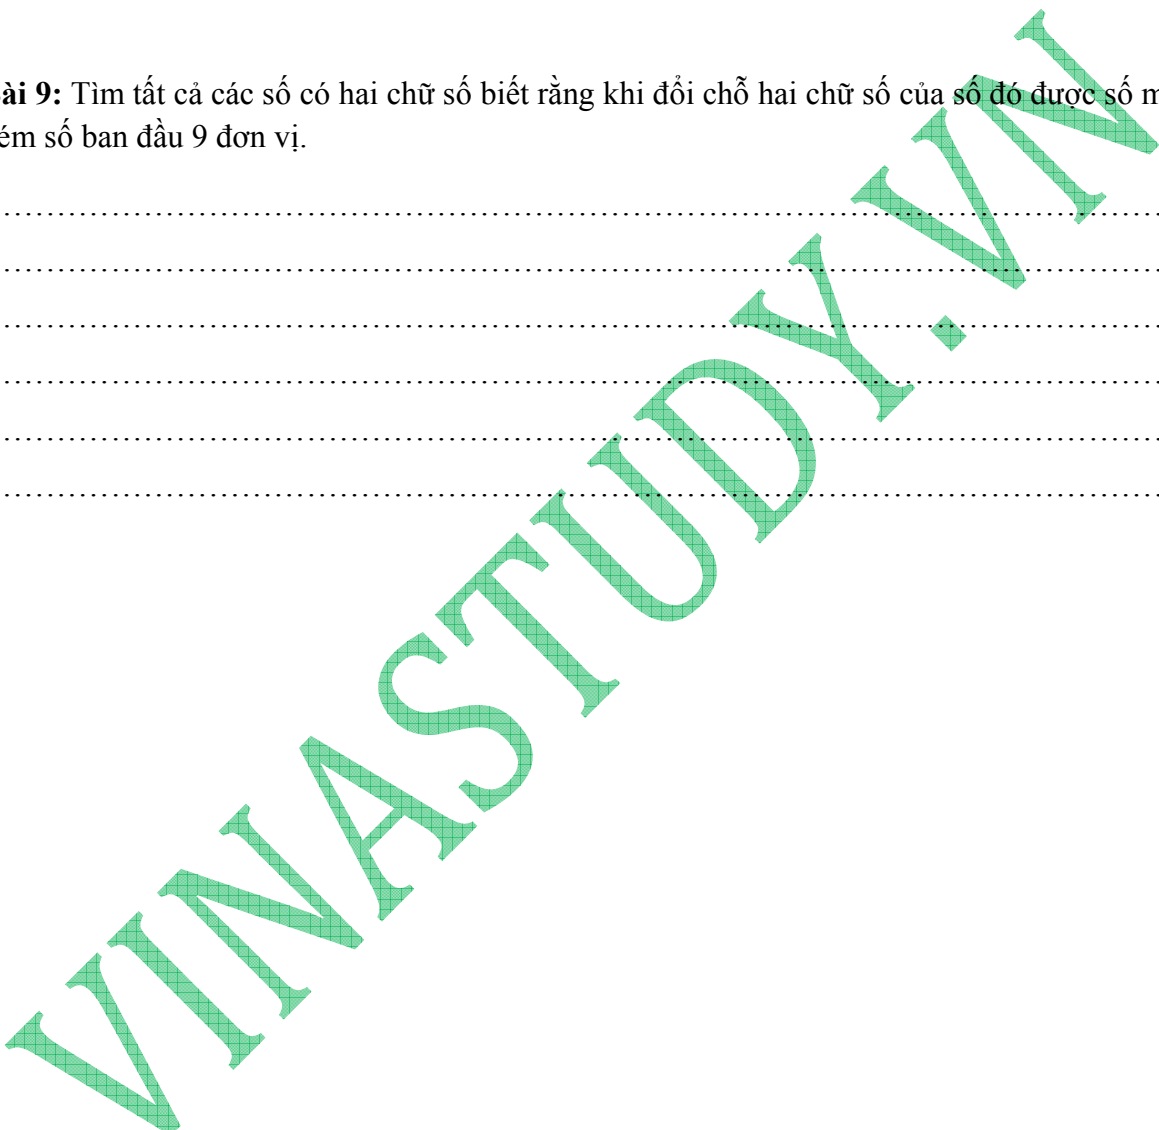 ài 9: Tìm tất cả các số có hai chữ số biết rằng khi đổi chỗ hai chữ số của số đó được số m
ém số ban đầu 9 đơn vị.
................................................................................
................................................................................
................................................................................
................................................................................
................................................................................
................................................................................
VINASTUDY.VN